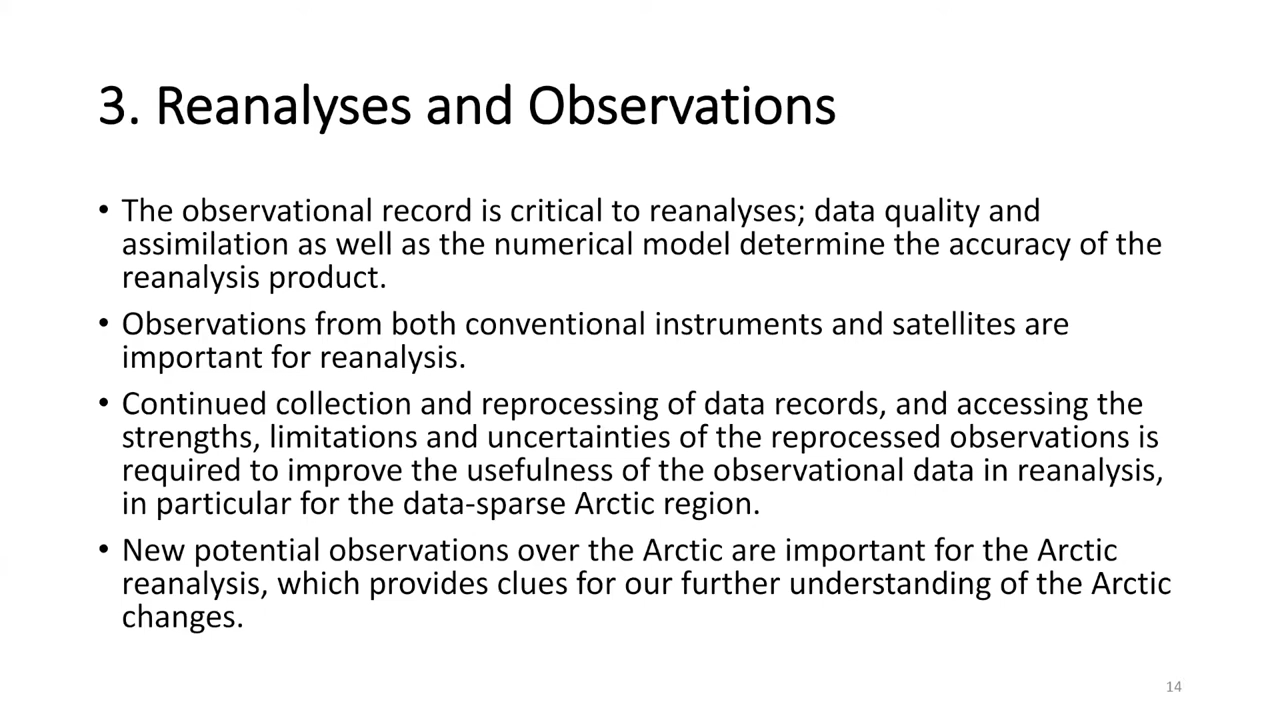 3. Reanalyses and Observations
• The observational record is critical to reanalyses; data quality and
assimilation as well as the numerical model determine the accuracy of the
reanalysis product.
• Observations from both conventional instruments and satellites are
important for reanalysis.
• Continued collection and reprocessing of data records, and accessing the
strengths, limitations and uncertainties of the reprocessed observations is
required to improve the usefulness of the observational data in reanalysis,
in particular for the data-sparse Arctic region.
• New potential observations over the Arctic are important for the Arctic
reanalysis, which provides clues for our further understanding of the Arctic
changes.
14